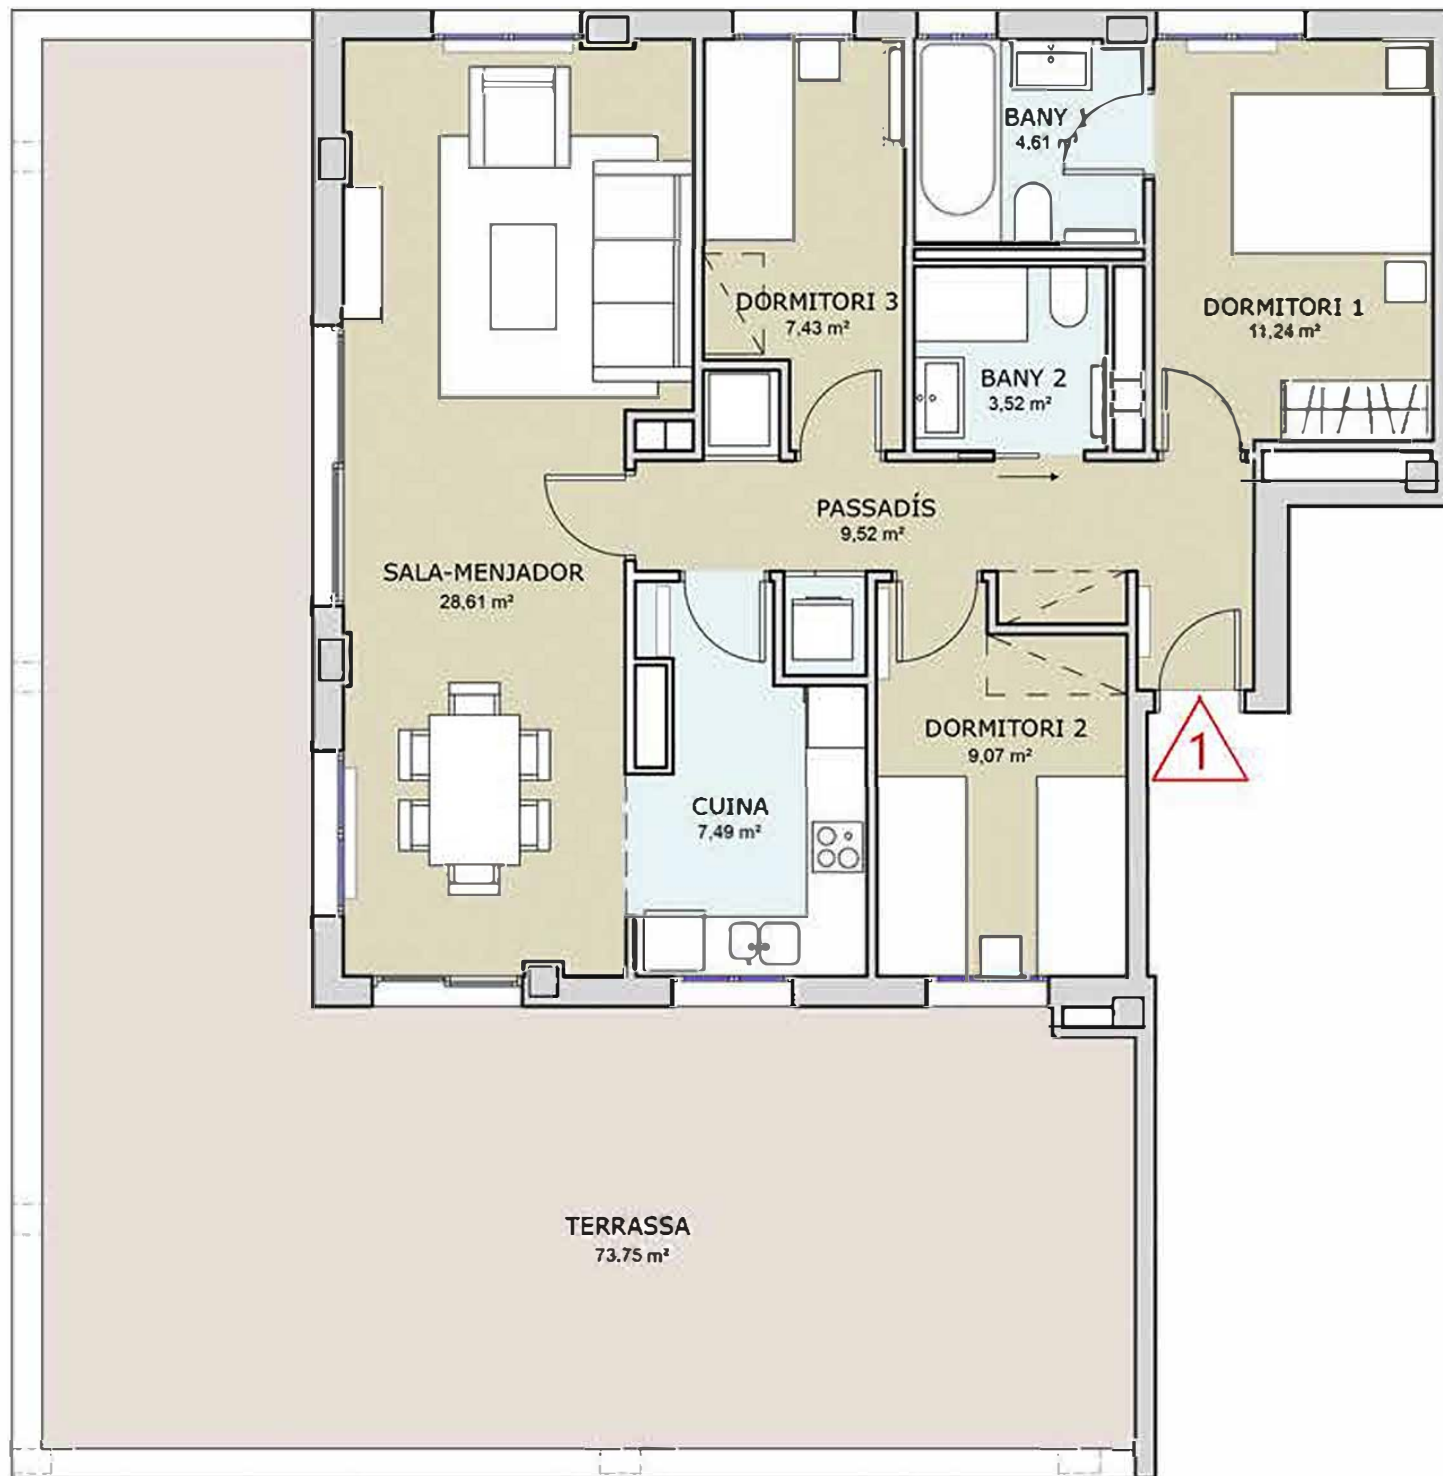 BANY 1
4.61 m²
DORMITORI 3
7,43 m²
DORMITORI 1
11,24 m²
BANY 2
3,52 m²
PASSADÍS
9,52 m²
SALA-MENJADOR
28,61 m²
DORMITORI 2
9,07 m²
1
CUINA
7,49 m²
TERRASSA
73.75 m²